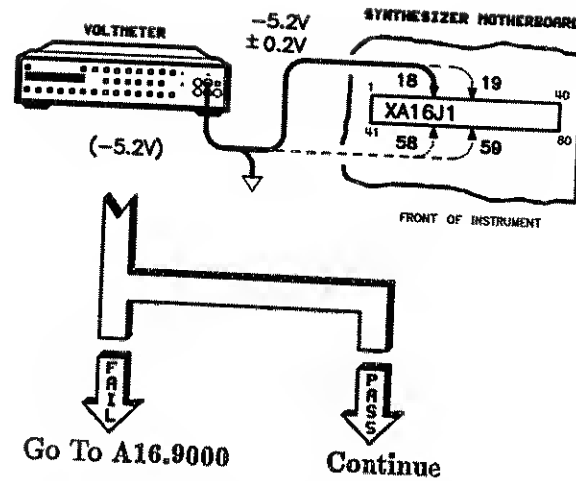 VOLTMETER
-5.2V
± 0.2V
(-5.2V)
SYNTHESIZER MOTHERBOARD
18
19
1
40
XA16J1
41
58
59
80
FRONT OF INSTRUMENT
FAIL
PASS
Go To A16.9000
Continue